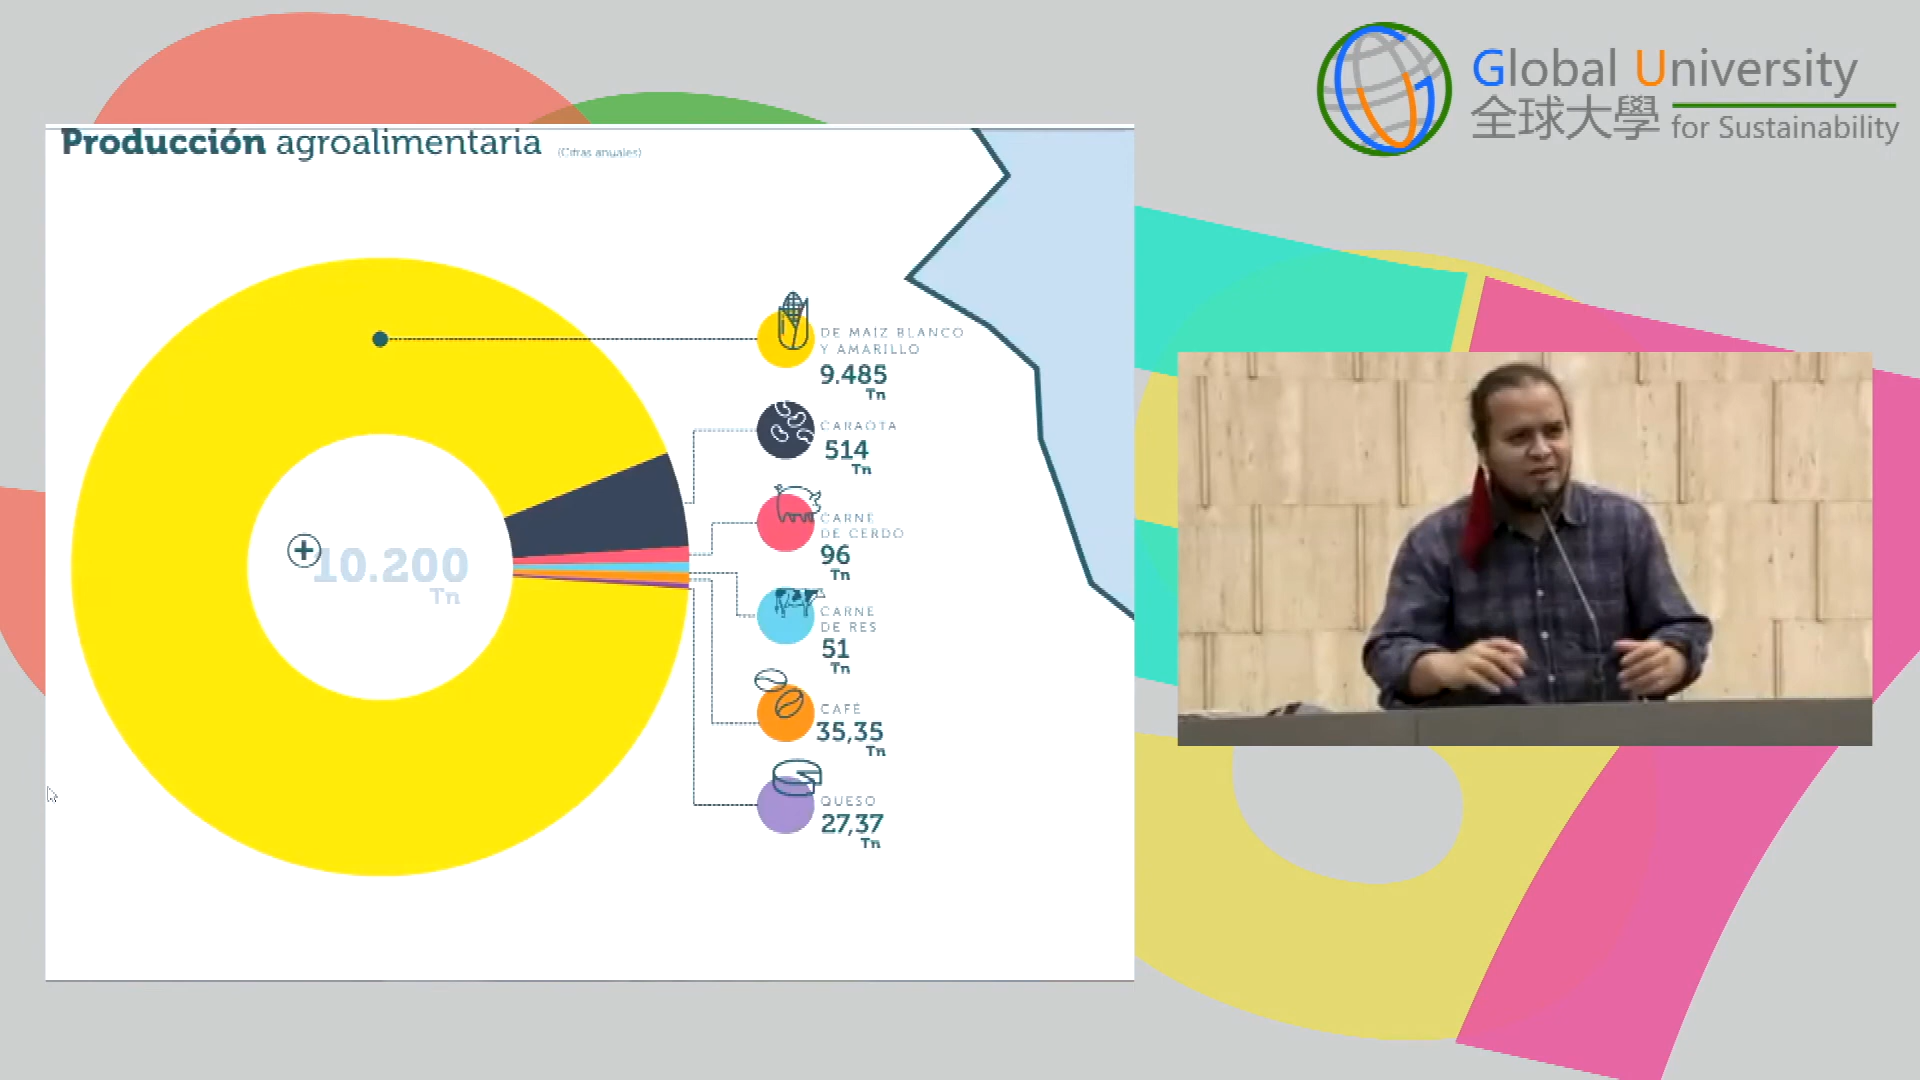 Global University
全球大學 for Sustainability
Producción agroalimentaria (Cifras anuales)
DE MAÍZ BLANCO
Y AMARILLO
9.485
Tn
CARAOTA
514
Tn
CARNE
DE CERDO
96
Tn
+10.200
Tn
CARNE
DE RES
51
Tn
CAFÉ
35,35
Tn
QUESO
27,37
Tn